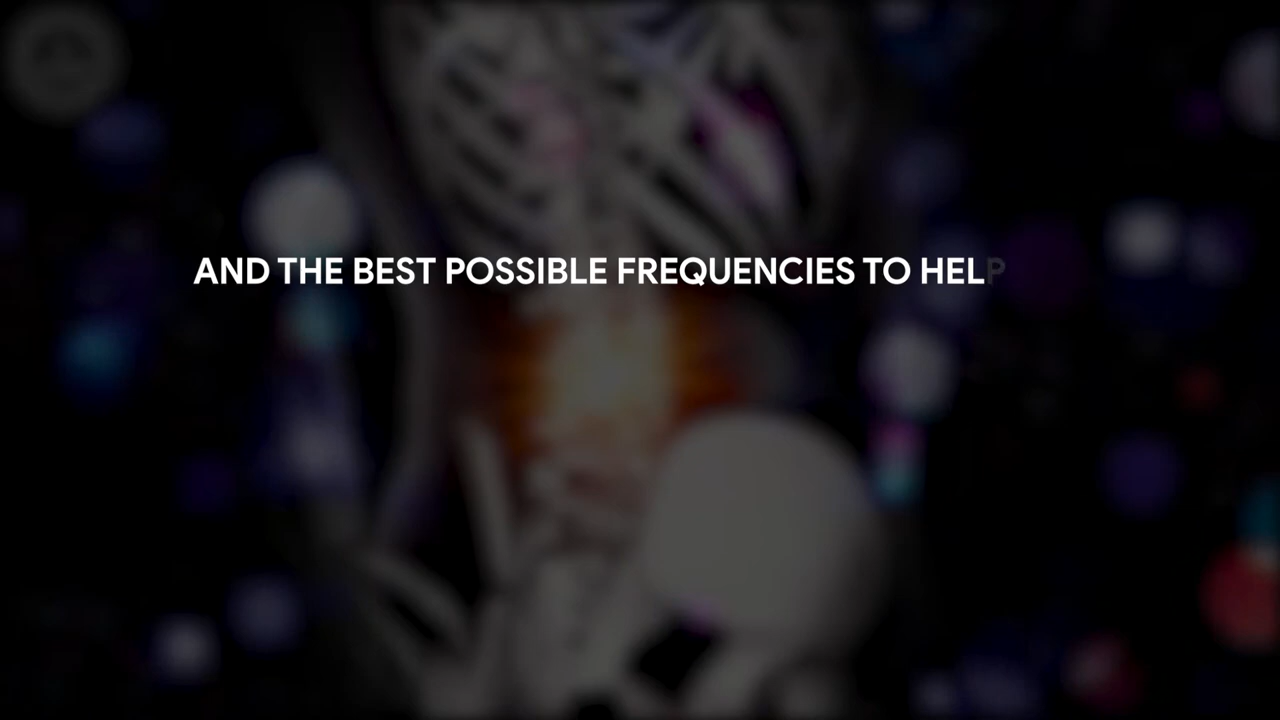 AND THE BEST POSSIBLE FREQUENCIES TO HELP